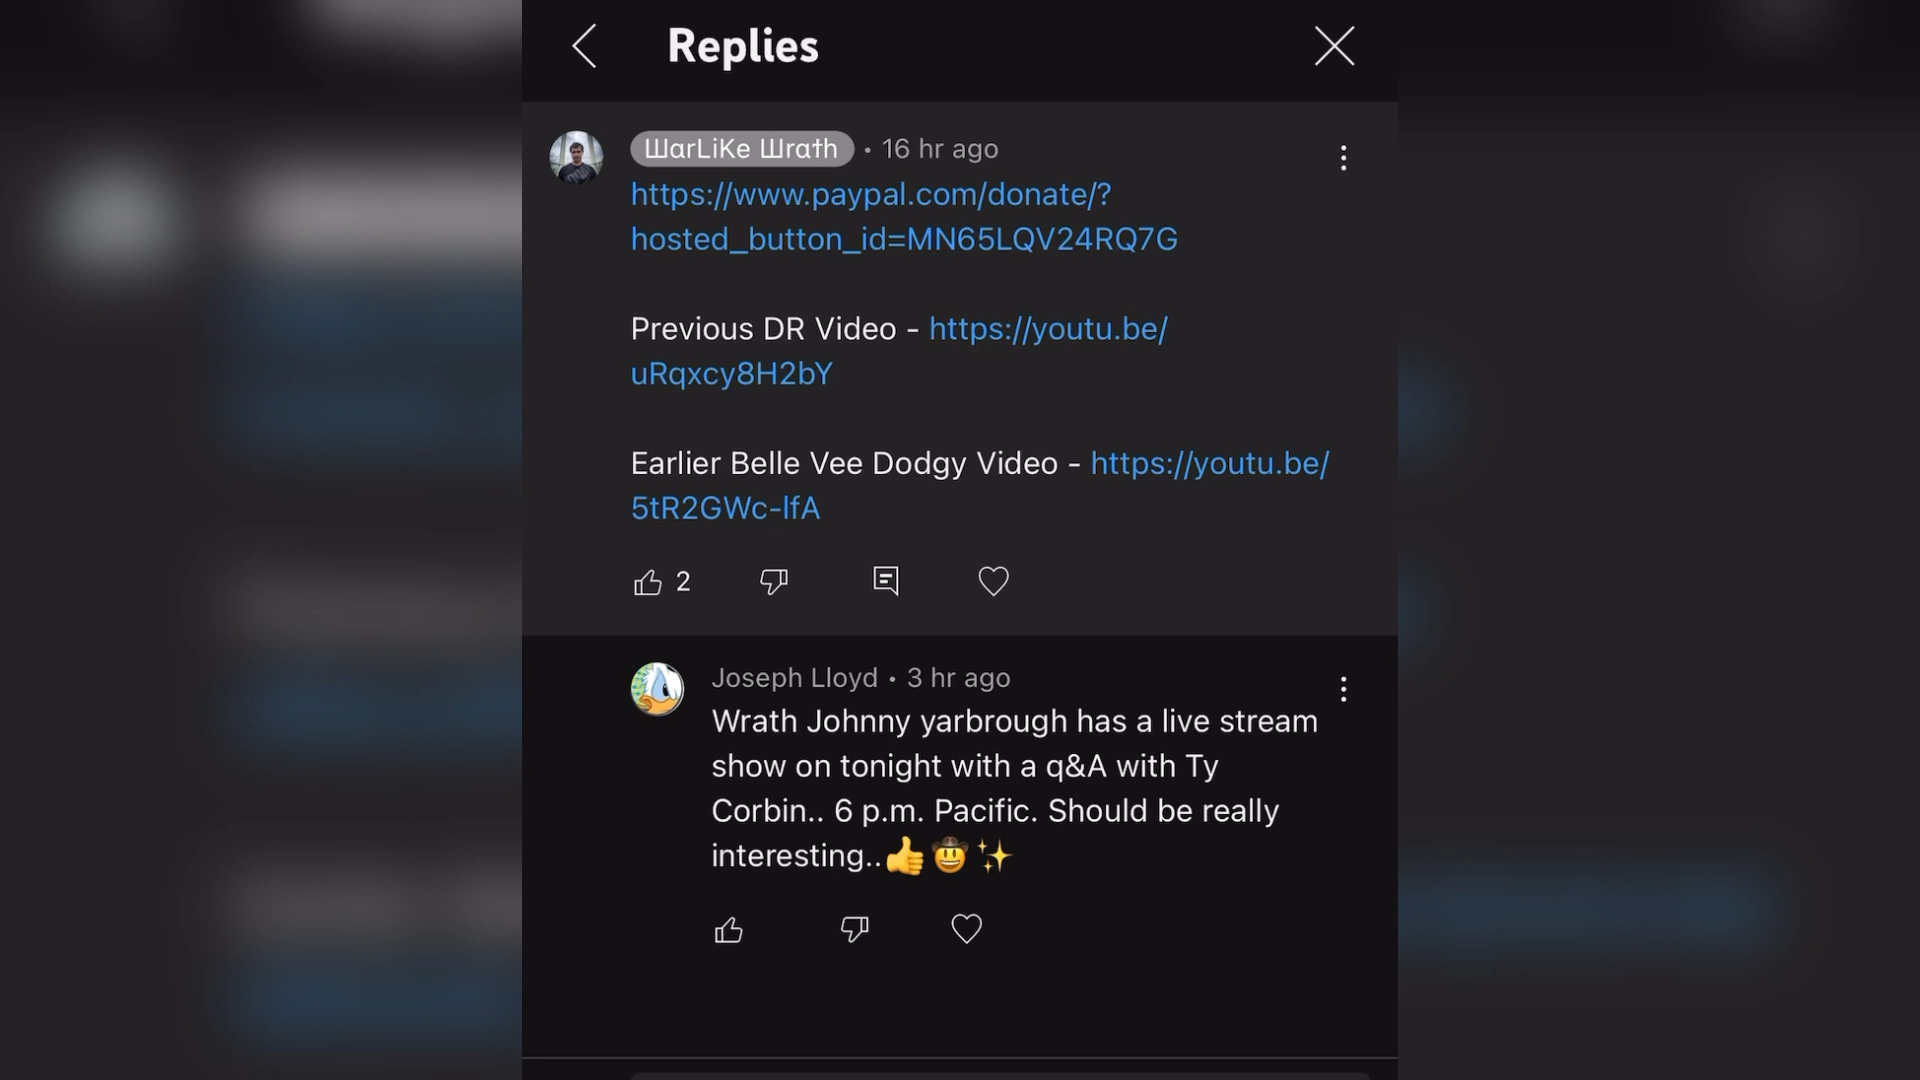 Replies
ШarLiKe Шrath • 16 hr ago
https://www.paypal.com/donate/?
hosted_button_id=MN65LQV24RQ7G
Previous DR Video - https://youtu.be/
uRqxcy8H2bY
Earlier Belle Vee Dodgy Video - https://youtu.be/
5tR2GWc-lfA
2
Joseph Lloyd • 3 hr ago
Wrath Johnny yarbrough has a live stream
show on tonight with a q&A with Ty
Corbin.. 6 p.m. Pacific. Should be really
interesting..👍🤠✨